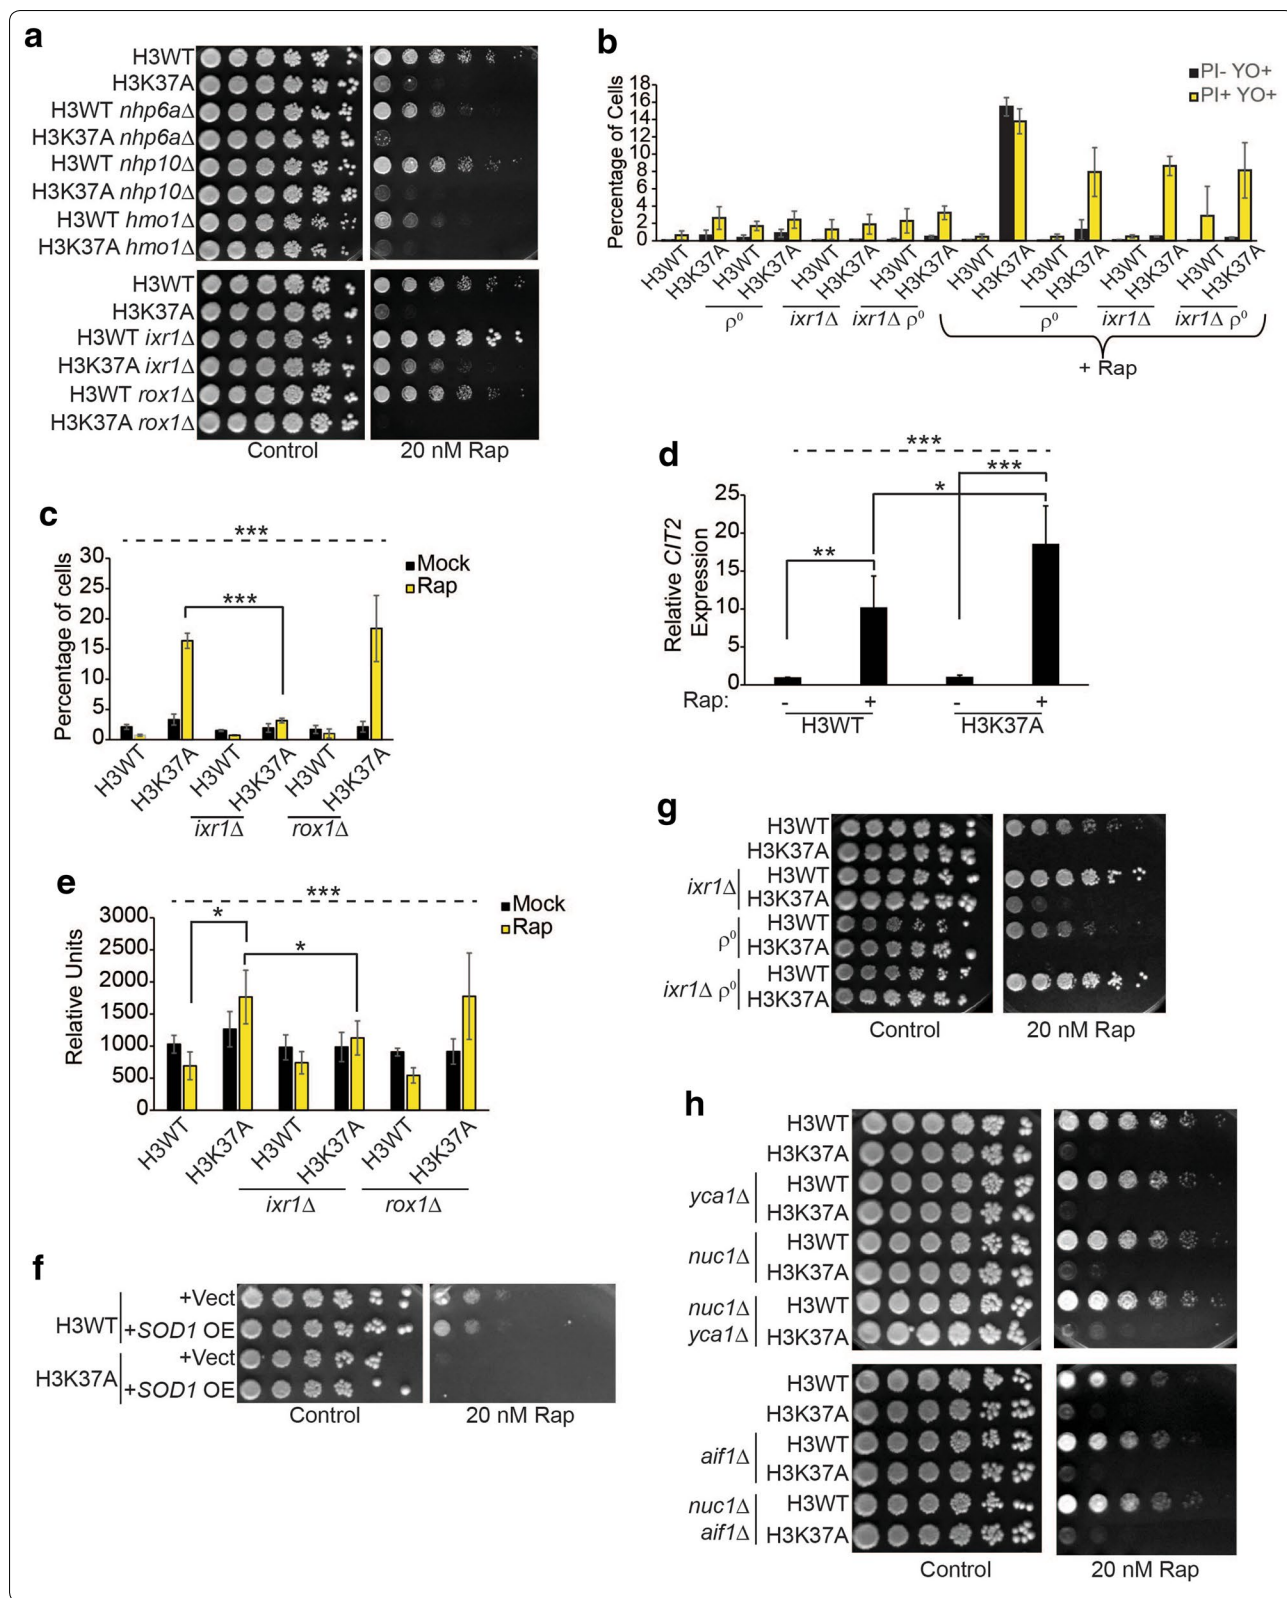 a
H3WT
H3K37A
H3WT nhp6aΔ
H3K37A nhp6aΔ
H3WT nhp10Δ
H3K37A nhp10Δ
H3WT hmo1Δ
H3K37A hmo1Δ
H3WT
H3K37A
H3WT ixr1Δ
H3K37A ixr1Δ
H3WT rox1Δ
H3K37A rox1Δ
Control 20 nM Rap
b
PI- YO+
PI+ YO+
Percentage of Cells
18
16
14
12
10
8
6
4
2
0
H3WT H3K37A H3WT H3K37A H3WT H3K37A H3WT H3K37A H3WT H3K37A H3WT H3K37A H3WT H3K37A H3WT H3K37A
ρ⁰ ixr1Δ ixr1Δ ρ⁰ ρ⁰ ixr1Δ ixr1Δ ρ⁰
+ Rap
c
***
Mock
Rap
***
Percentage of cells
30
25
20
15
10
5
0
H3WT H3K37A H3WT H3K37A H3WT H3K37A
ixr1Δ rox1Δ
d
***
***
*
**
Relative CIT2
Expression
25
20
15
10
5
0
Rap: - + - +
H3WT H3K37A
e
***
Mock
Rap
*
*
Relative Units
3000
2500
2000
1500
1000
500
0
H3WT H3K37A H3WT H3K37A H3WT H3K37A
ixr1Δ rox1Δ
f
H3WT
+Vect
+SOD1 OE
H3K37A
+Vect
+SOD1 OE
Control 20 nM Rap
g
H3WT
H3K37A
ixr1Δ
H3WT
H3K37A
ρ⁰
H3WT
H3K37A
ixr1Δ ρ⁰
H3WT
H3K37A
Control 20 nM Rap
h
H3WT
H3K37A
yca1Δ
H3WT
H3K37A
nuc1Δ
H3WT
H3K37A
nuc1Δ H3WT
yca1Δ H3K37A
H3WT
H3K37A
aif1Δ
H3WT
H3K37A
nuc1Δ H3WT
aif1Δ H3K37A
Control 20 nM Rap